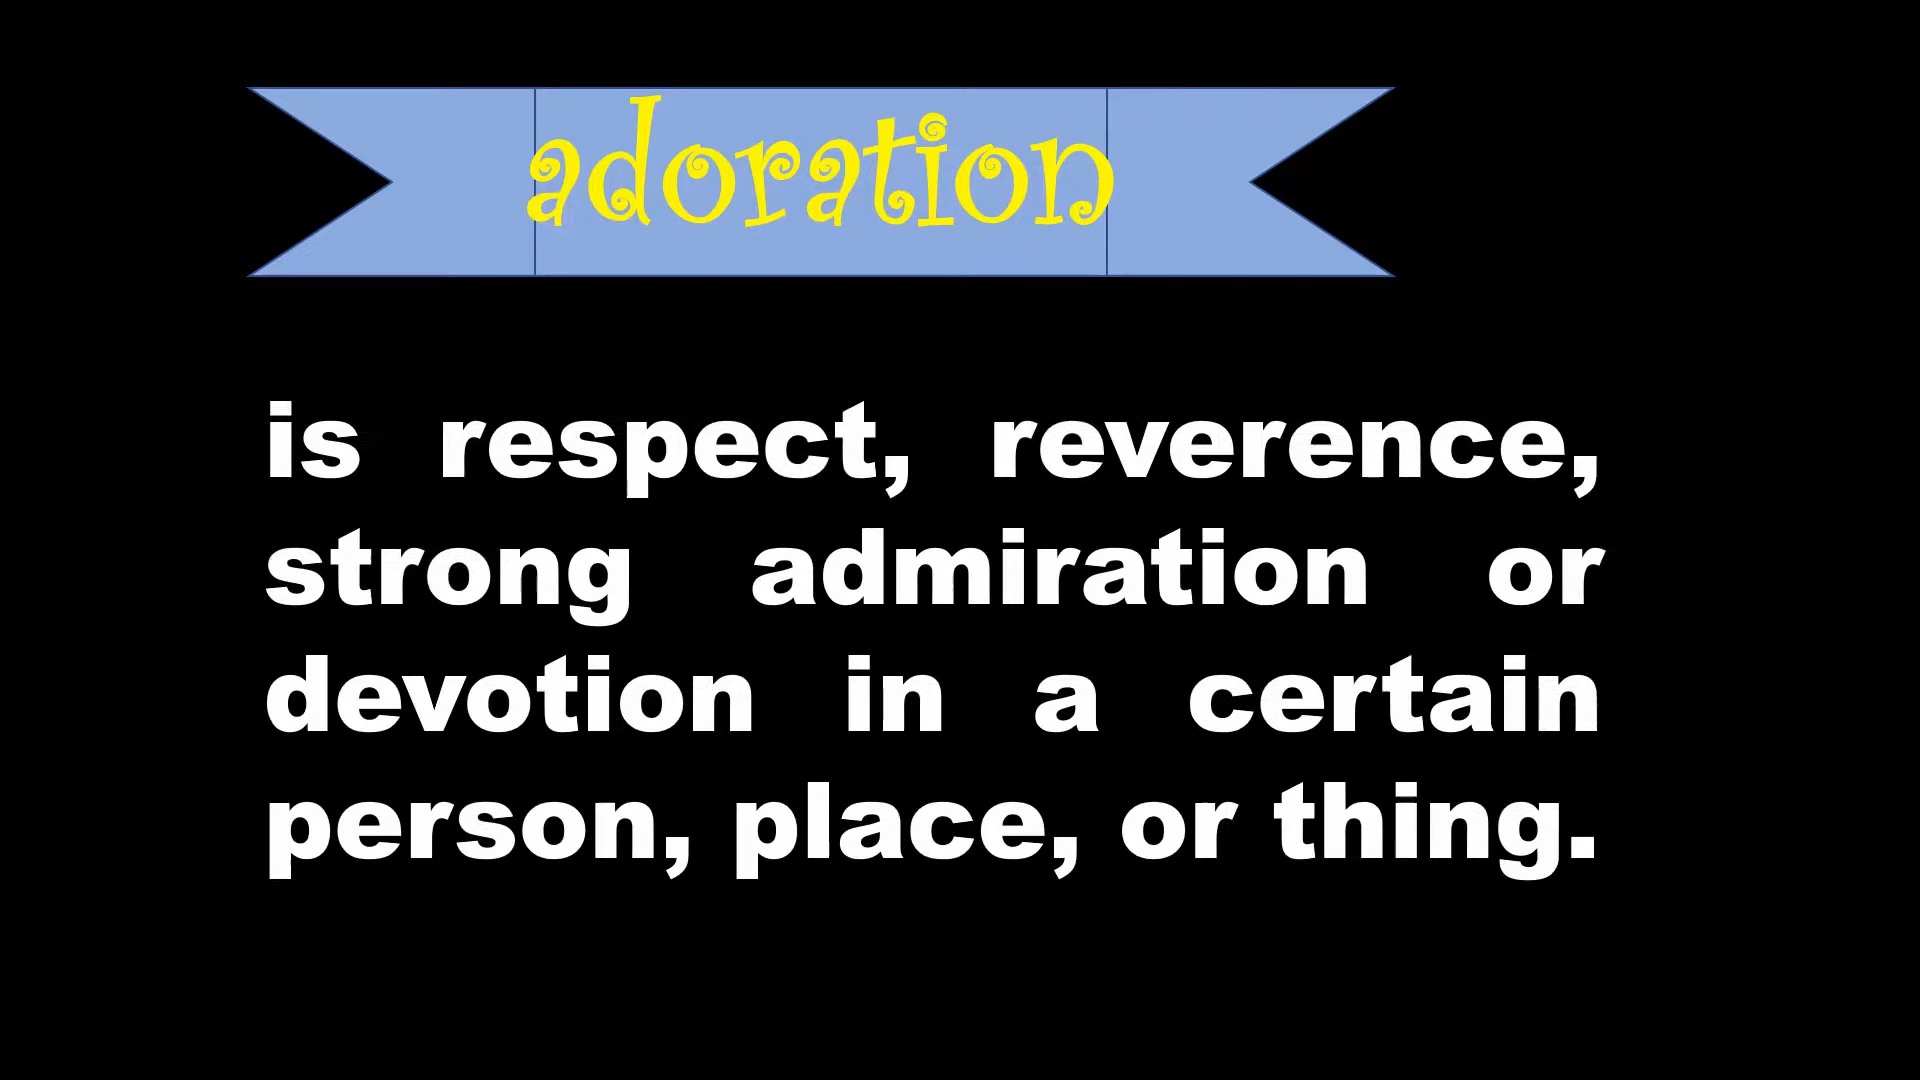 adoration
is respect, reverence,
strong admiration or
devotion in a certain
person, place, or thing.